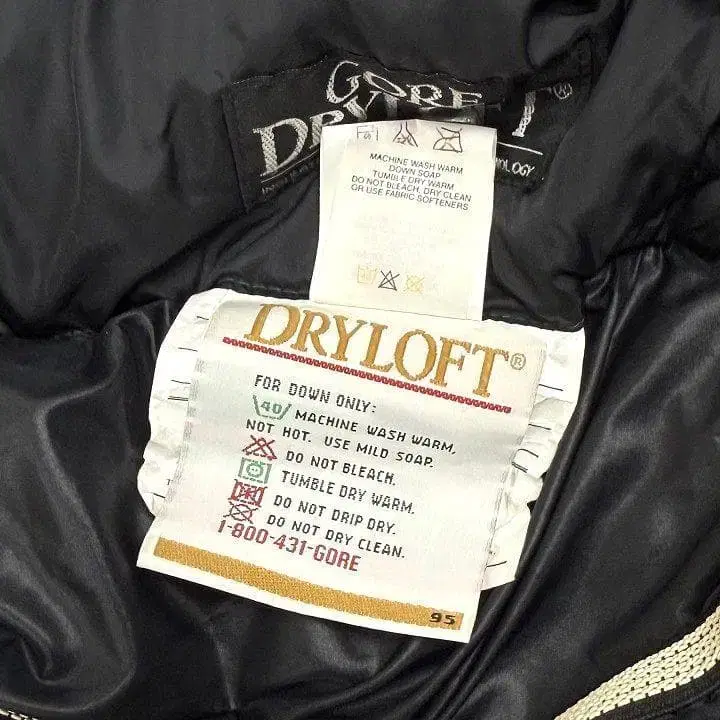 GORE
DRYLOFT®
MACHINE WASH WARM
DOWN SOAP
TUMBLE DRY WARM
DO NOT BLEACH, DRY CLEAN
OR USE FABRIC SOFTENERS
DRYLOFT®
FOR DOWN ONLY:
40 MACHINE WASH WARM,
NOT HOT. USE MILD SOAP.
DO NOT BLEACH.
TUMBLE DRY WARM.
DO NOT DRIP DRY.
DO NOT DRY CLEAN.
1-800-431-GORE
95